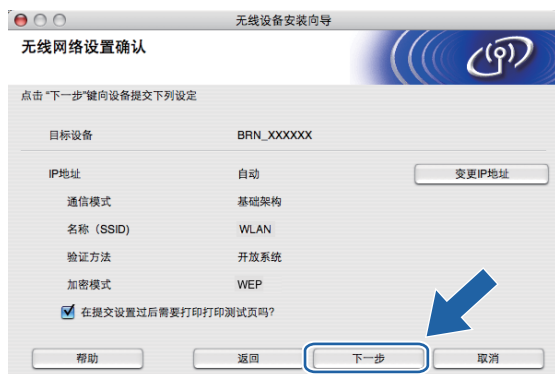 无线设备安装向导
无线网络设置确认
点击 “下一步”键向设备提交下列设定
目标设备 BRN_XXXXXX
IP地址 自动 变更IP地址
通信模式 基础架构
名称（SSID) WLAN
验证方法 开放系统
加密模式 WEP
在提交设置过后需要打印打印测试页吗?
帮助 返回 下一步 取消